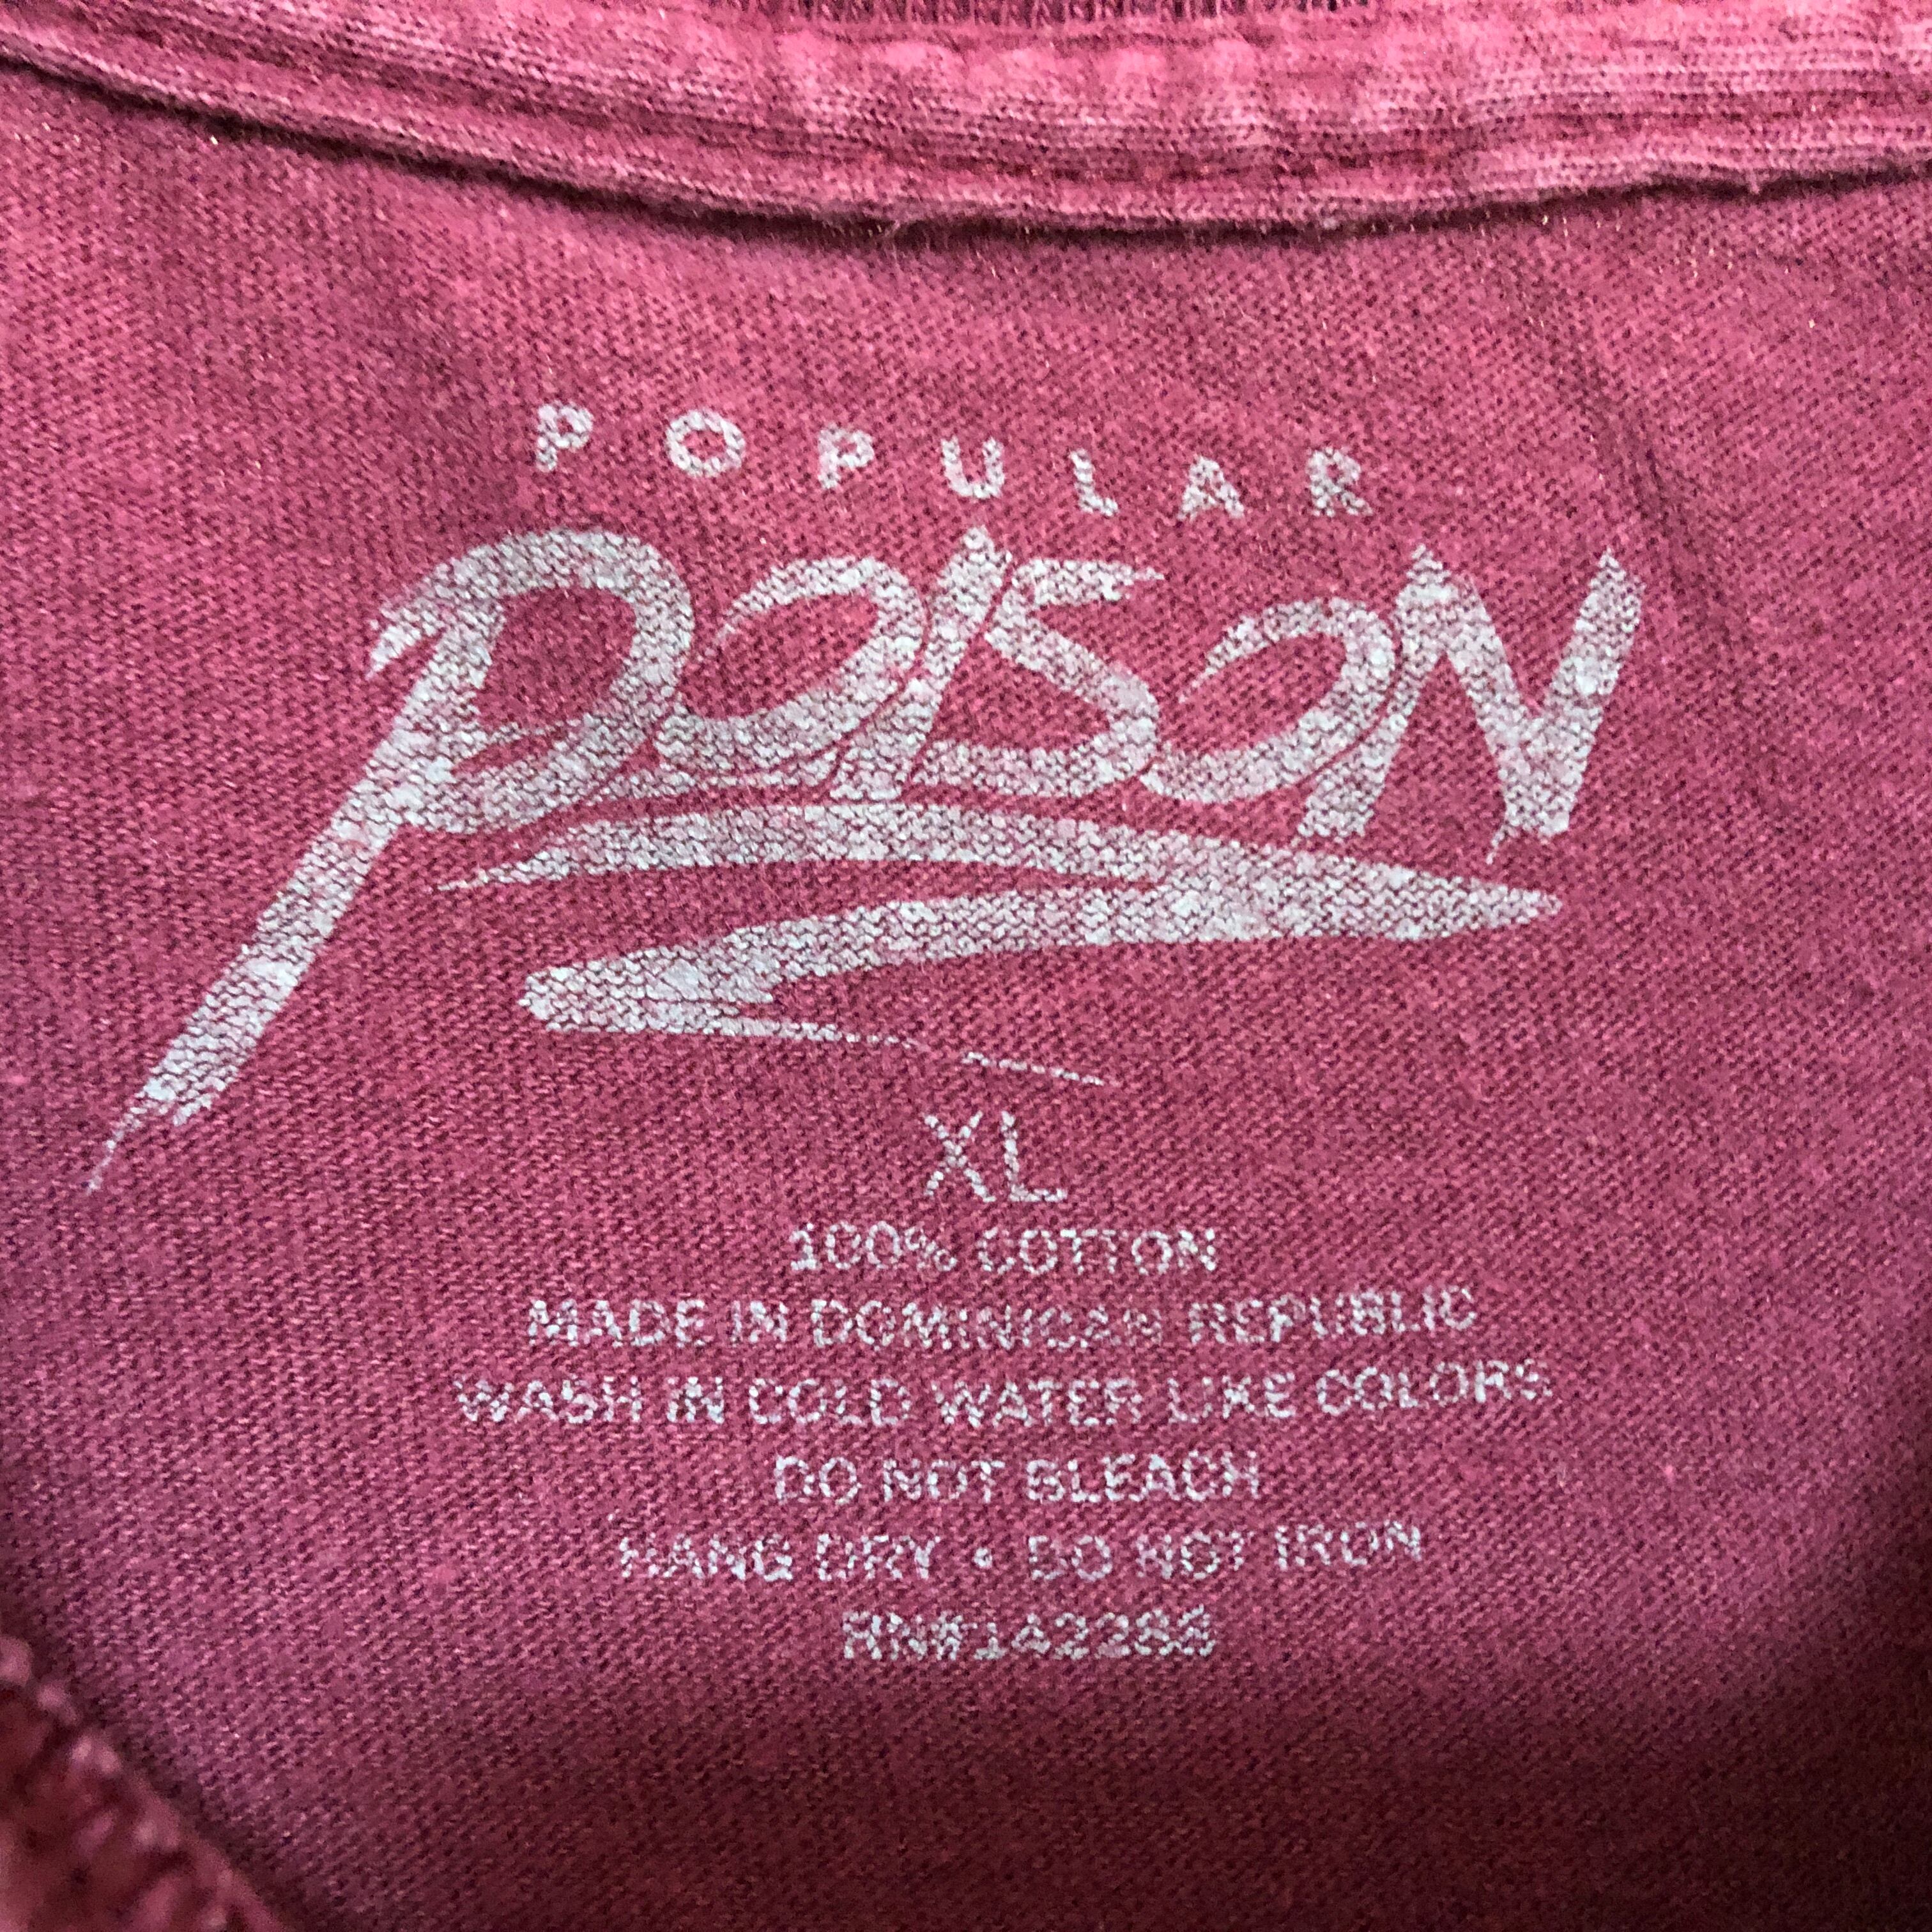 POPULAR
POISON
XL
100% COTTON
MADE IN DOMINICAN REPUBLIC
WASH IN COLD WATER LIKE COLORS
DO NOT BLEACH
HANG DRY • DO NOT IRON